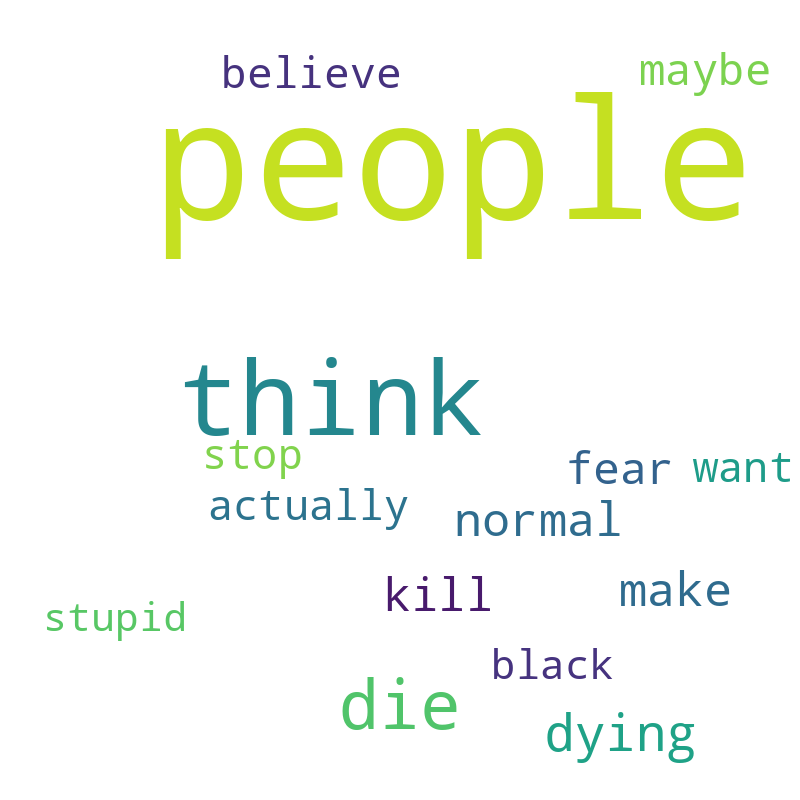 believe
maybe
people
think
stop
fear
want
actually
normal
kill
make
stupid
black
die
dying